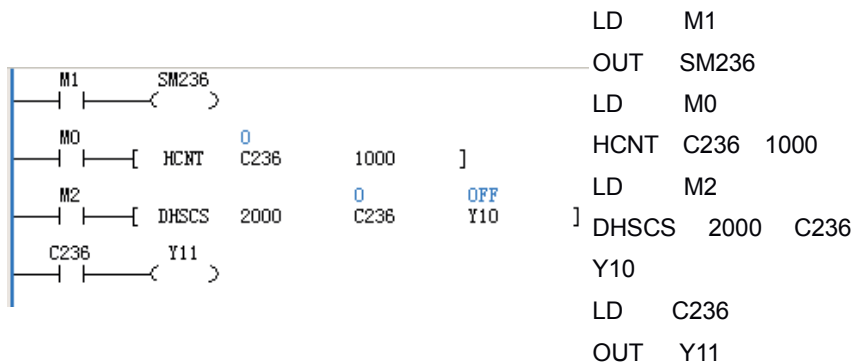 M1 SM236
M0 0
HCNT C236 1000
M2 0 OFF
DHSCS 2000 C236 Y10
C236 Y11
LD M1
OUT SM236
LD M0
HCNT C236 1000
LD M2
DHSCS 2000 C236
Y10
LD C236
OUT Y11